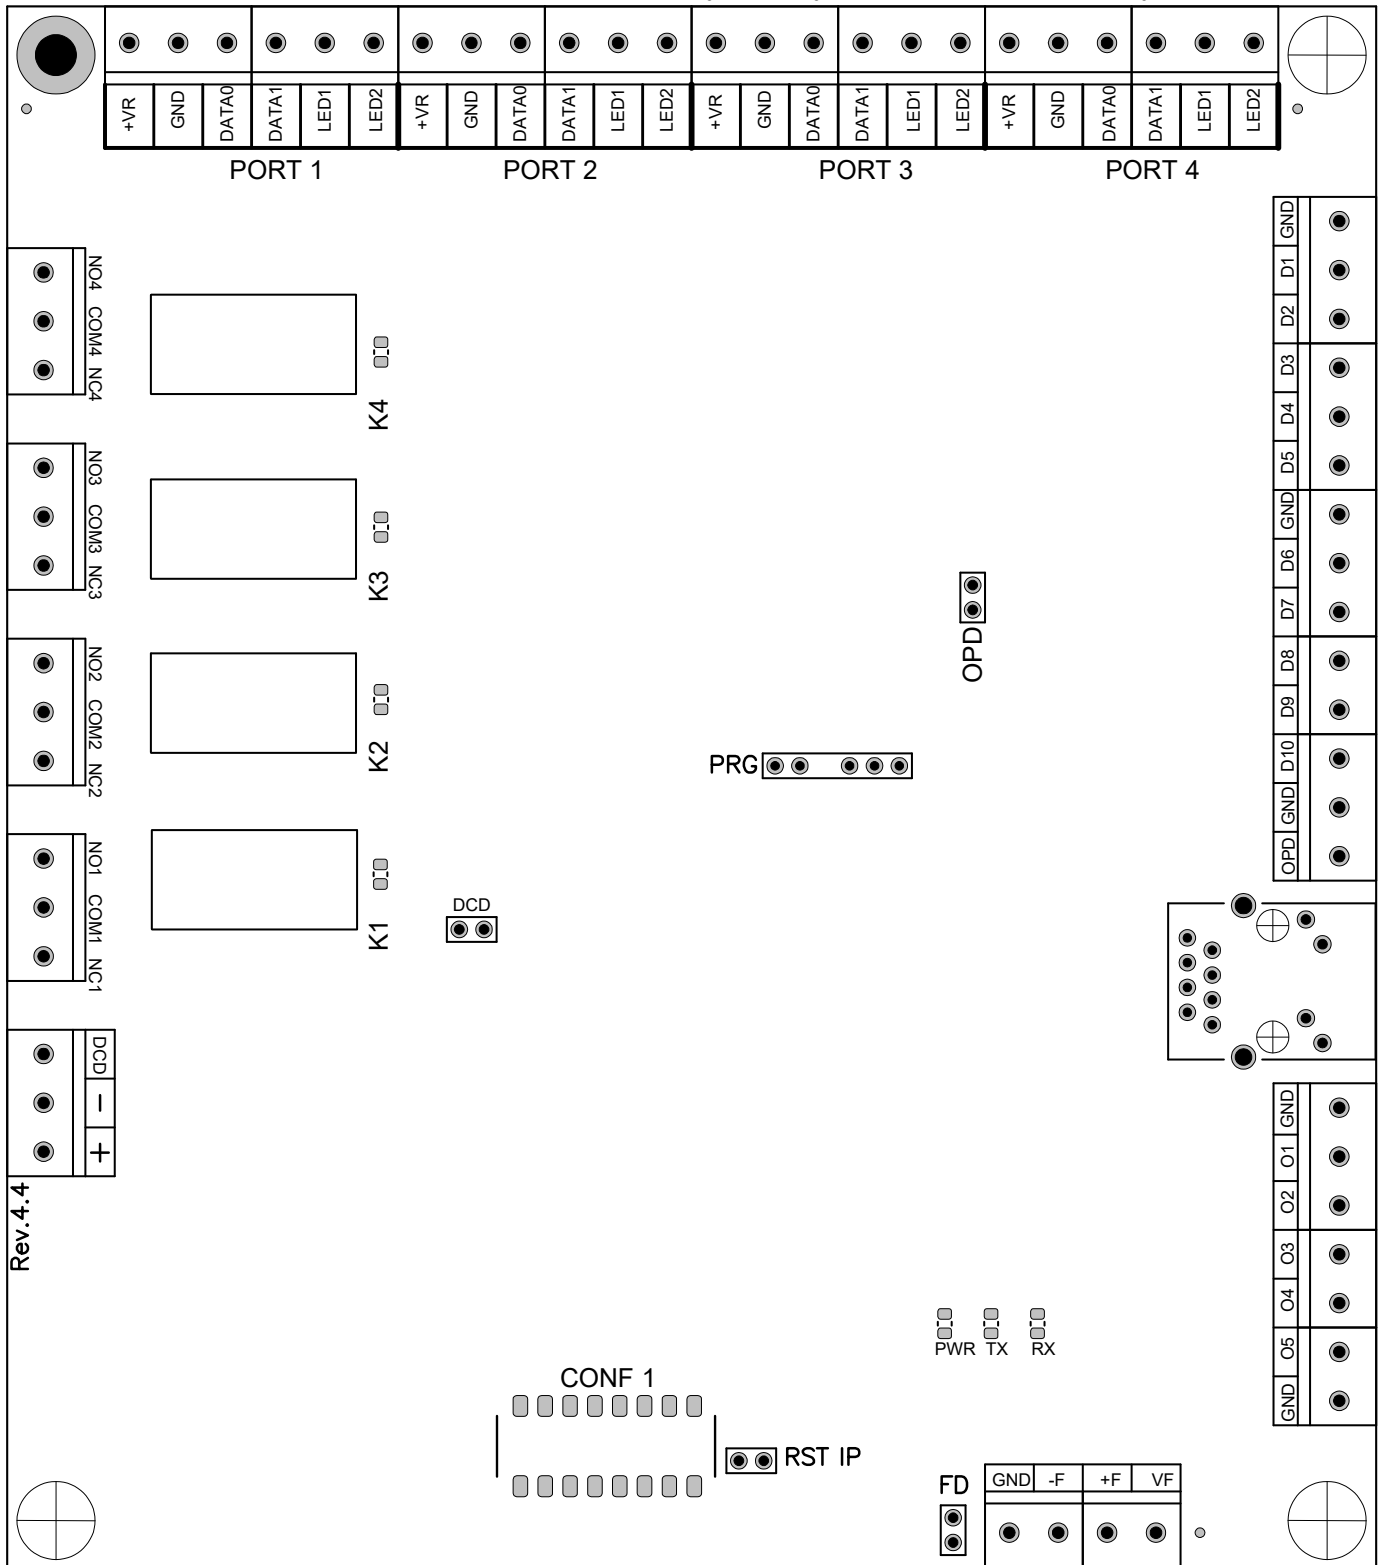 +VR GND DATA0 DATA1 LED1 LED2 +VR GND DATA0 DATA1 LED1 LED2 +VR GND DATA0 DATA1 LED1 LED2 +VR GND DATA0 DATA1 LED1 LED2
PORT 1 PORT 2 PORT 3 PORT 4
NO4 COM4 NC4
K4
NO3 COM3 NC3
K3
NO2 COM2 NC2
K2
NO1 COM1 NC1
K1
DCD
DCD
-
+
Rev.4.4
OPD
PRG
GND
D1
D2
D3
D4
D5
GND
D6
D7
D8
D9
D10
GND
OPD
GND
O1
O2
O3
O4
O5
GND
PWR TX RX
CONF 1
RST IP
FD
GND -F +F VF